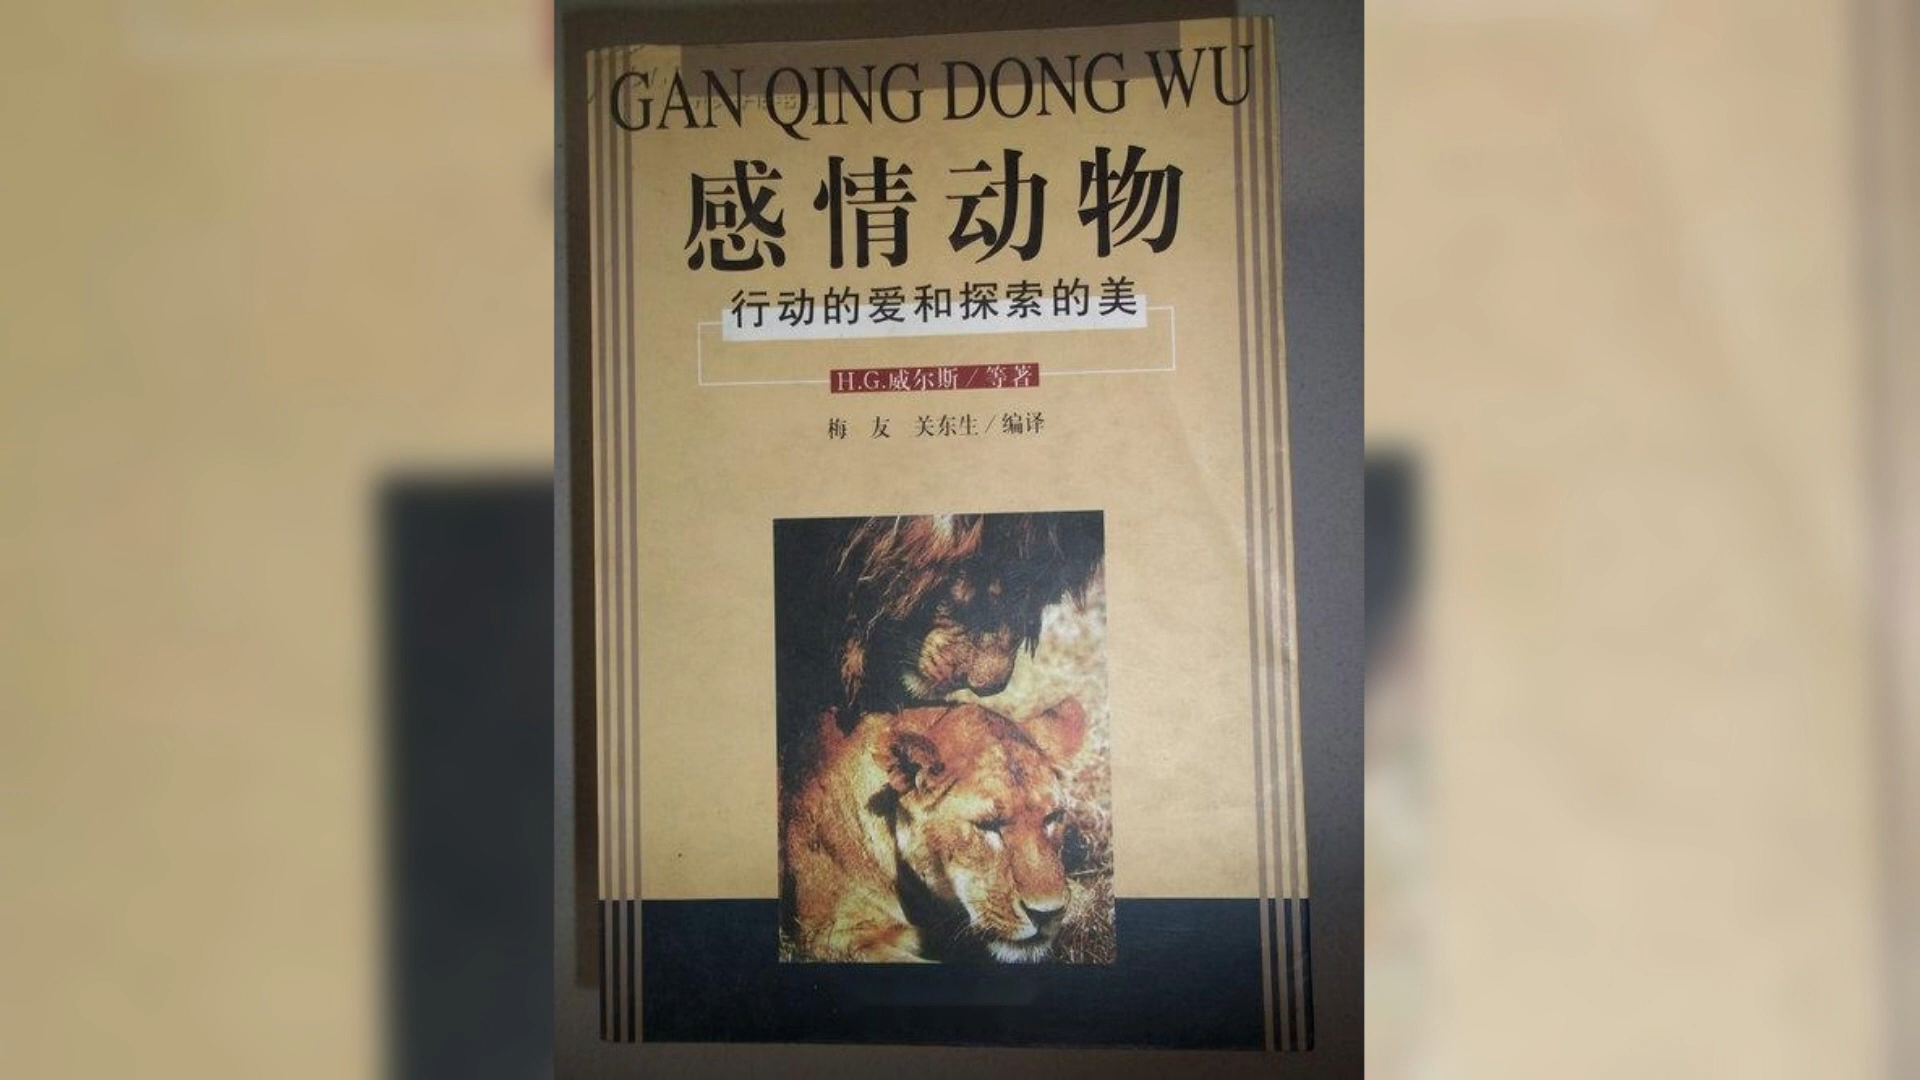 GAN QING DONG WU
感情动物
行动的爱和探索的美
H.G.威尔斯/等著
梅 友 关东生/编译